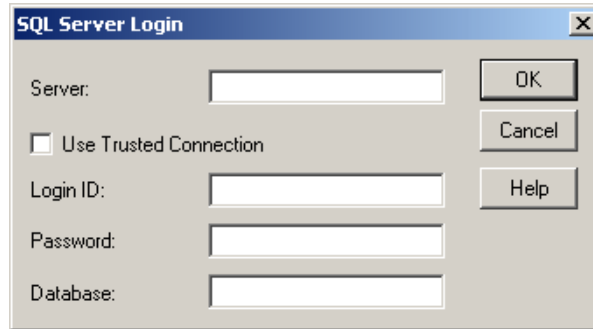 SQL Server Login
Server:
OK
Use Trusted Connection
Cancel
Login ID:
Help
Password:
Database: